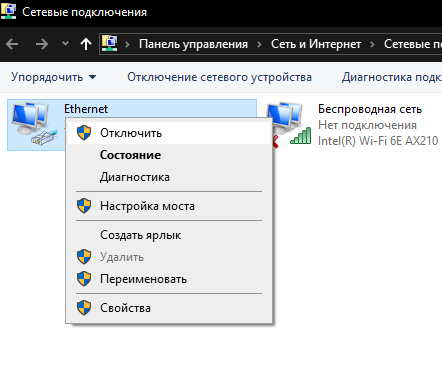 Сетевые подключения
Панель управления > Сеть и Интернет > Сетевые п
Упорядочить Отключение сетевого устройства Диагностика подк
Ethernet
Отключить
Состояние
Диагностика
Настройка моста
Создать ярлык
Удалить
Переименовать
Свойства
Беспроводная сеть
Нет подключения
Intel(R) Wi-Fi 6E AX210